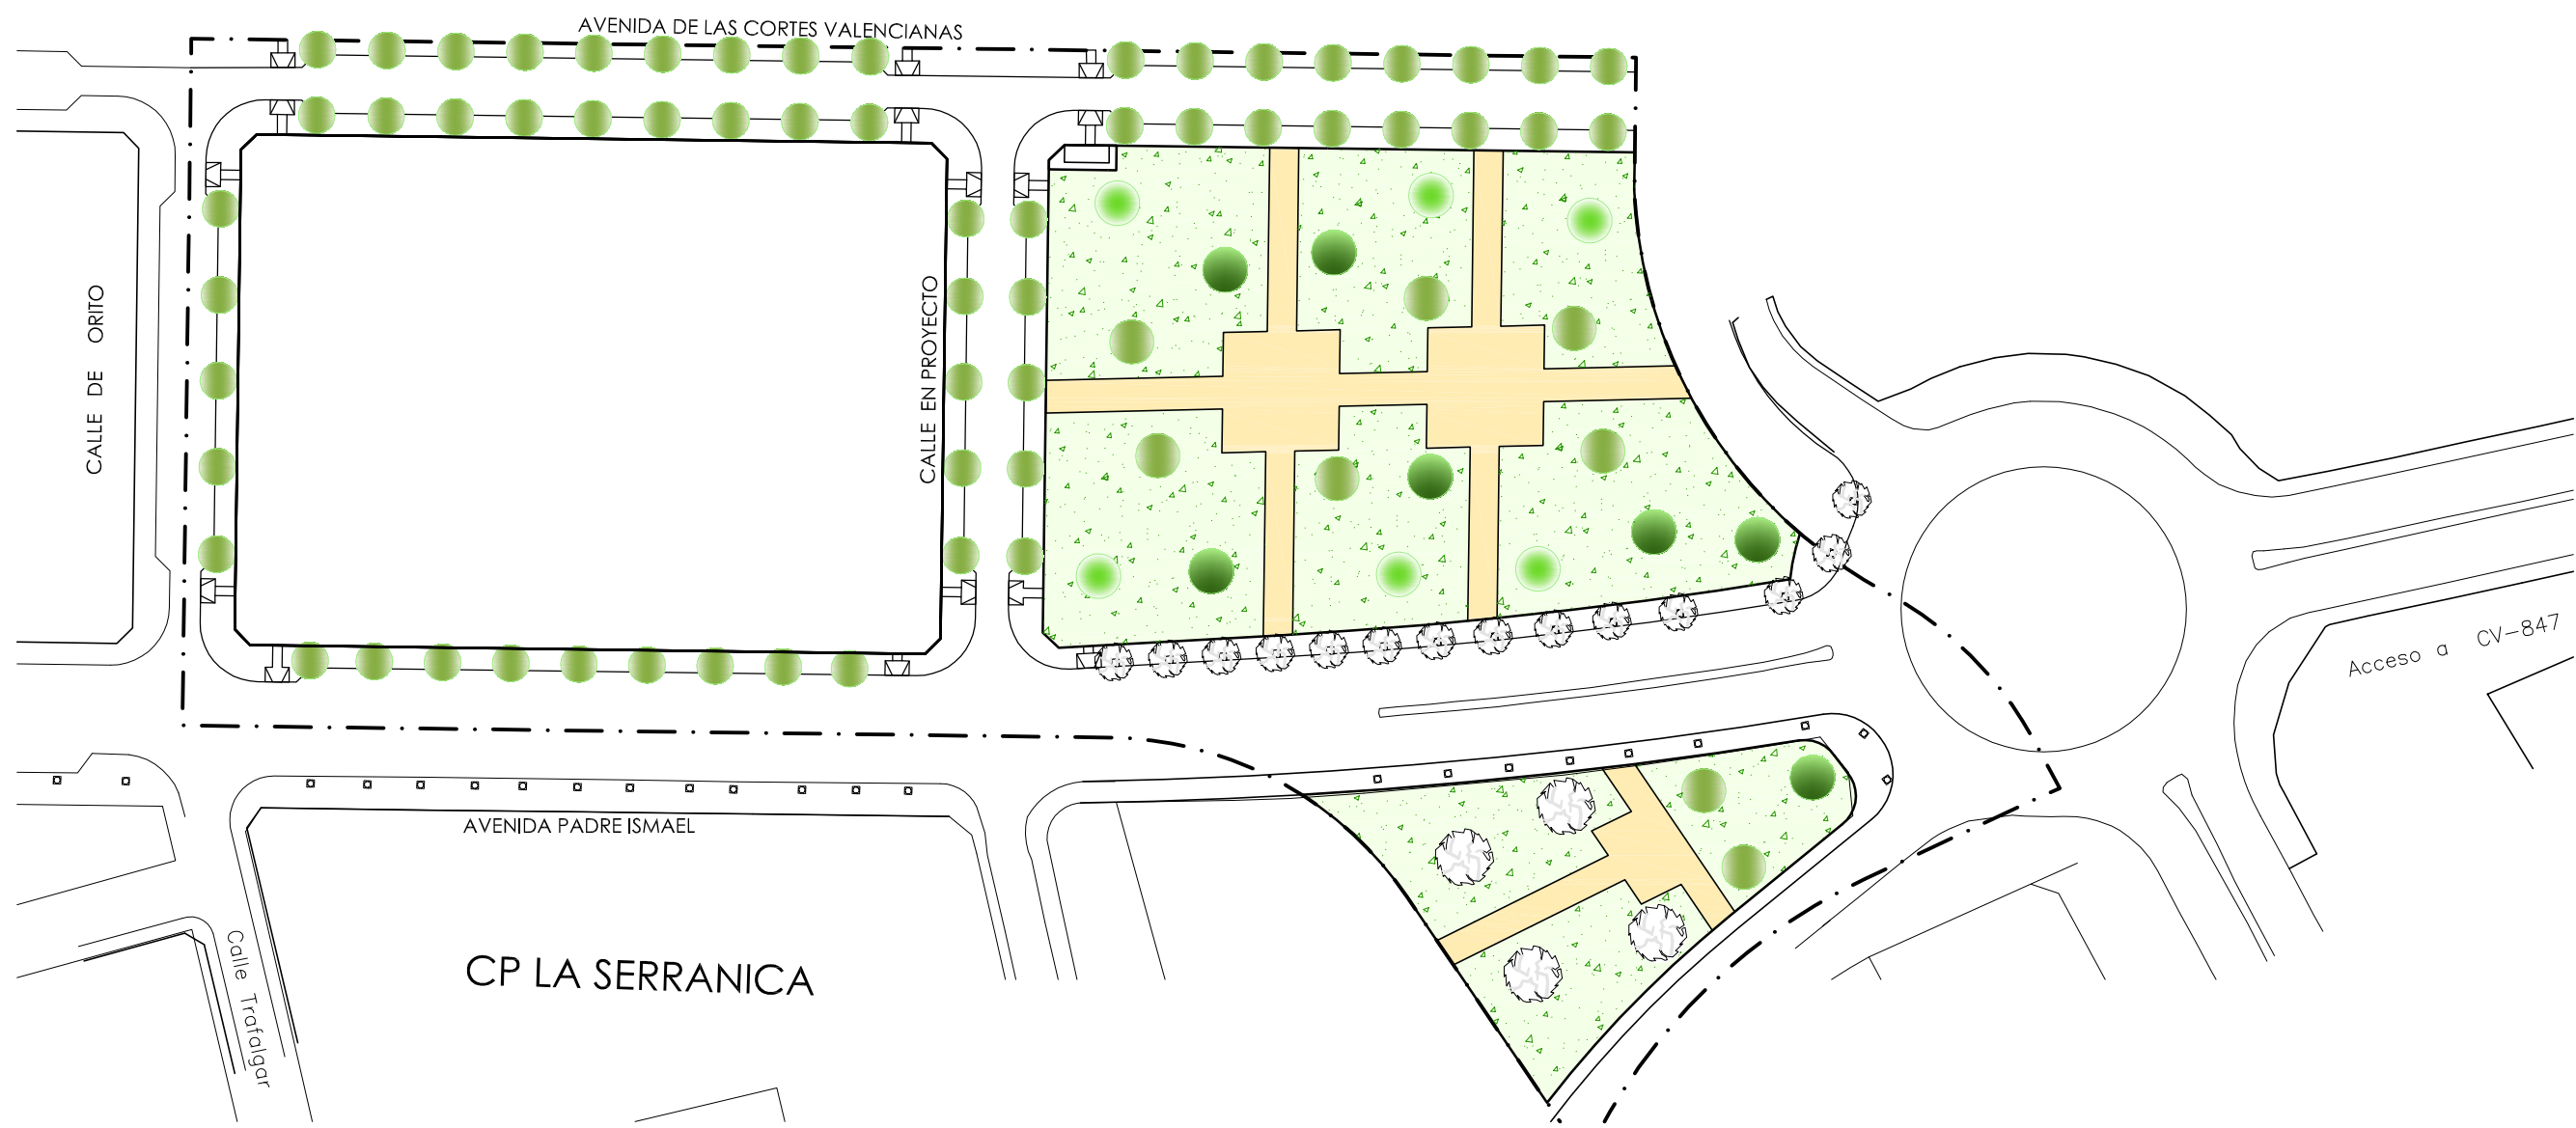 AVENIDA DE LAS CORTES VALENCIANAS
CALLE DE ORITO
CALLE EN PROYECTO
Acceso a CV-847
AVENIDA PADRE ISMAEL
Calle Trafalgar
CP LA SERRANICA